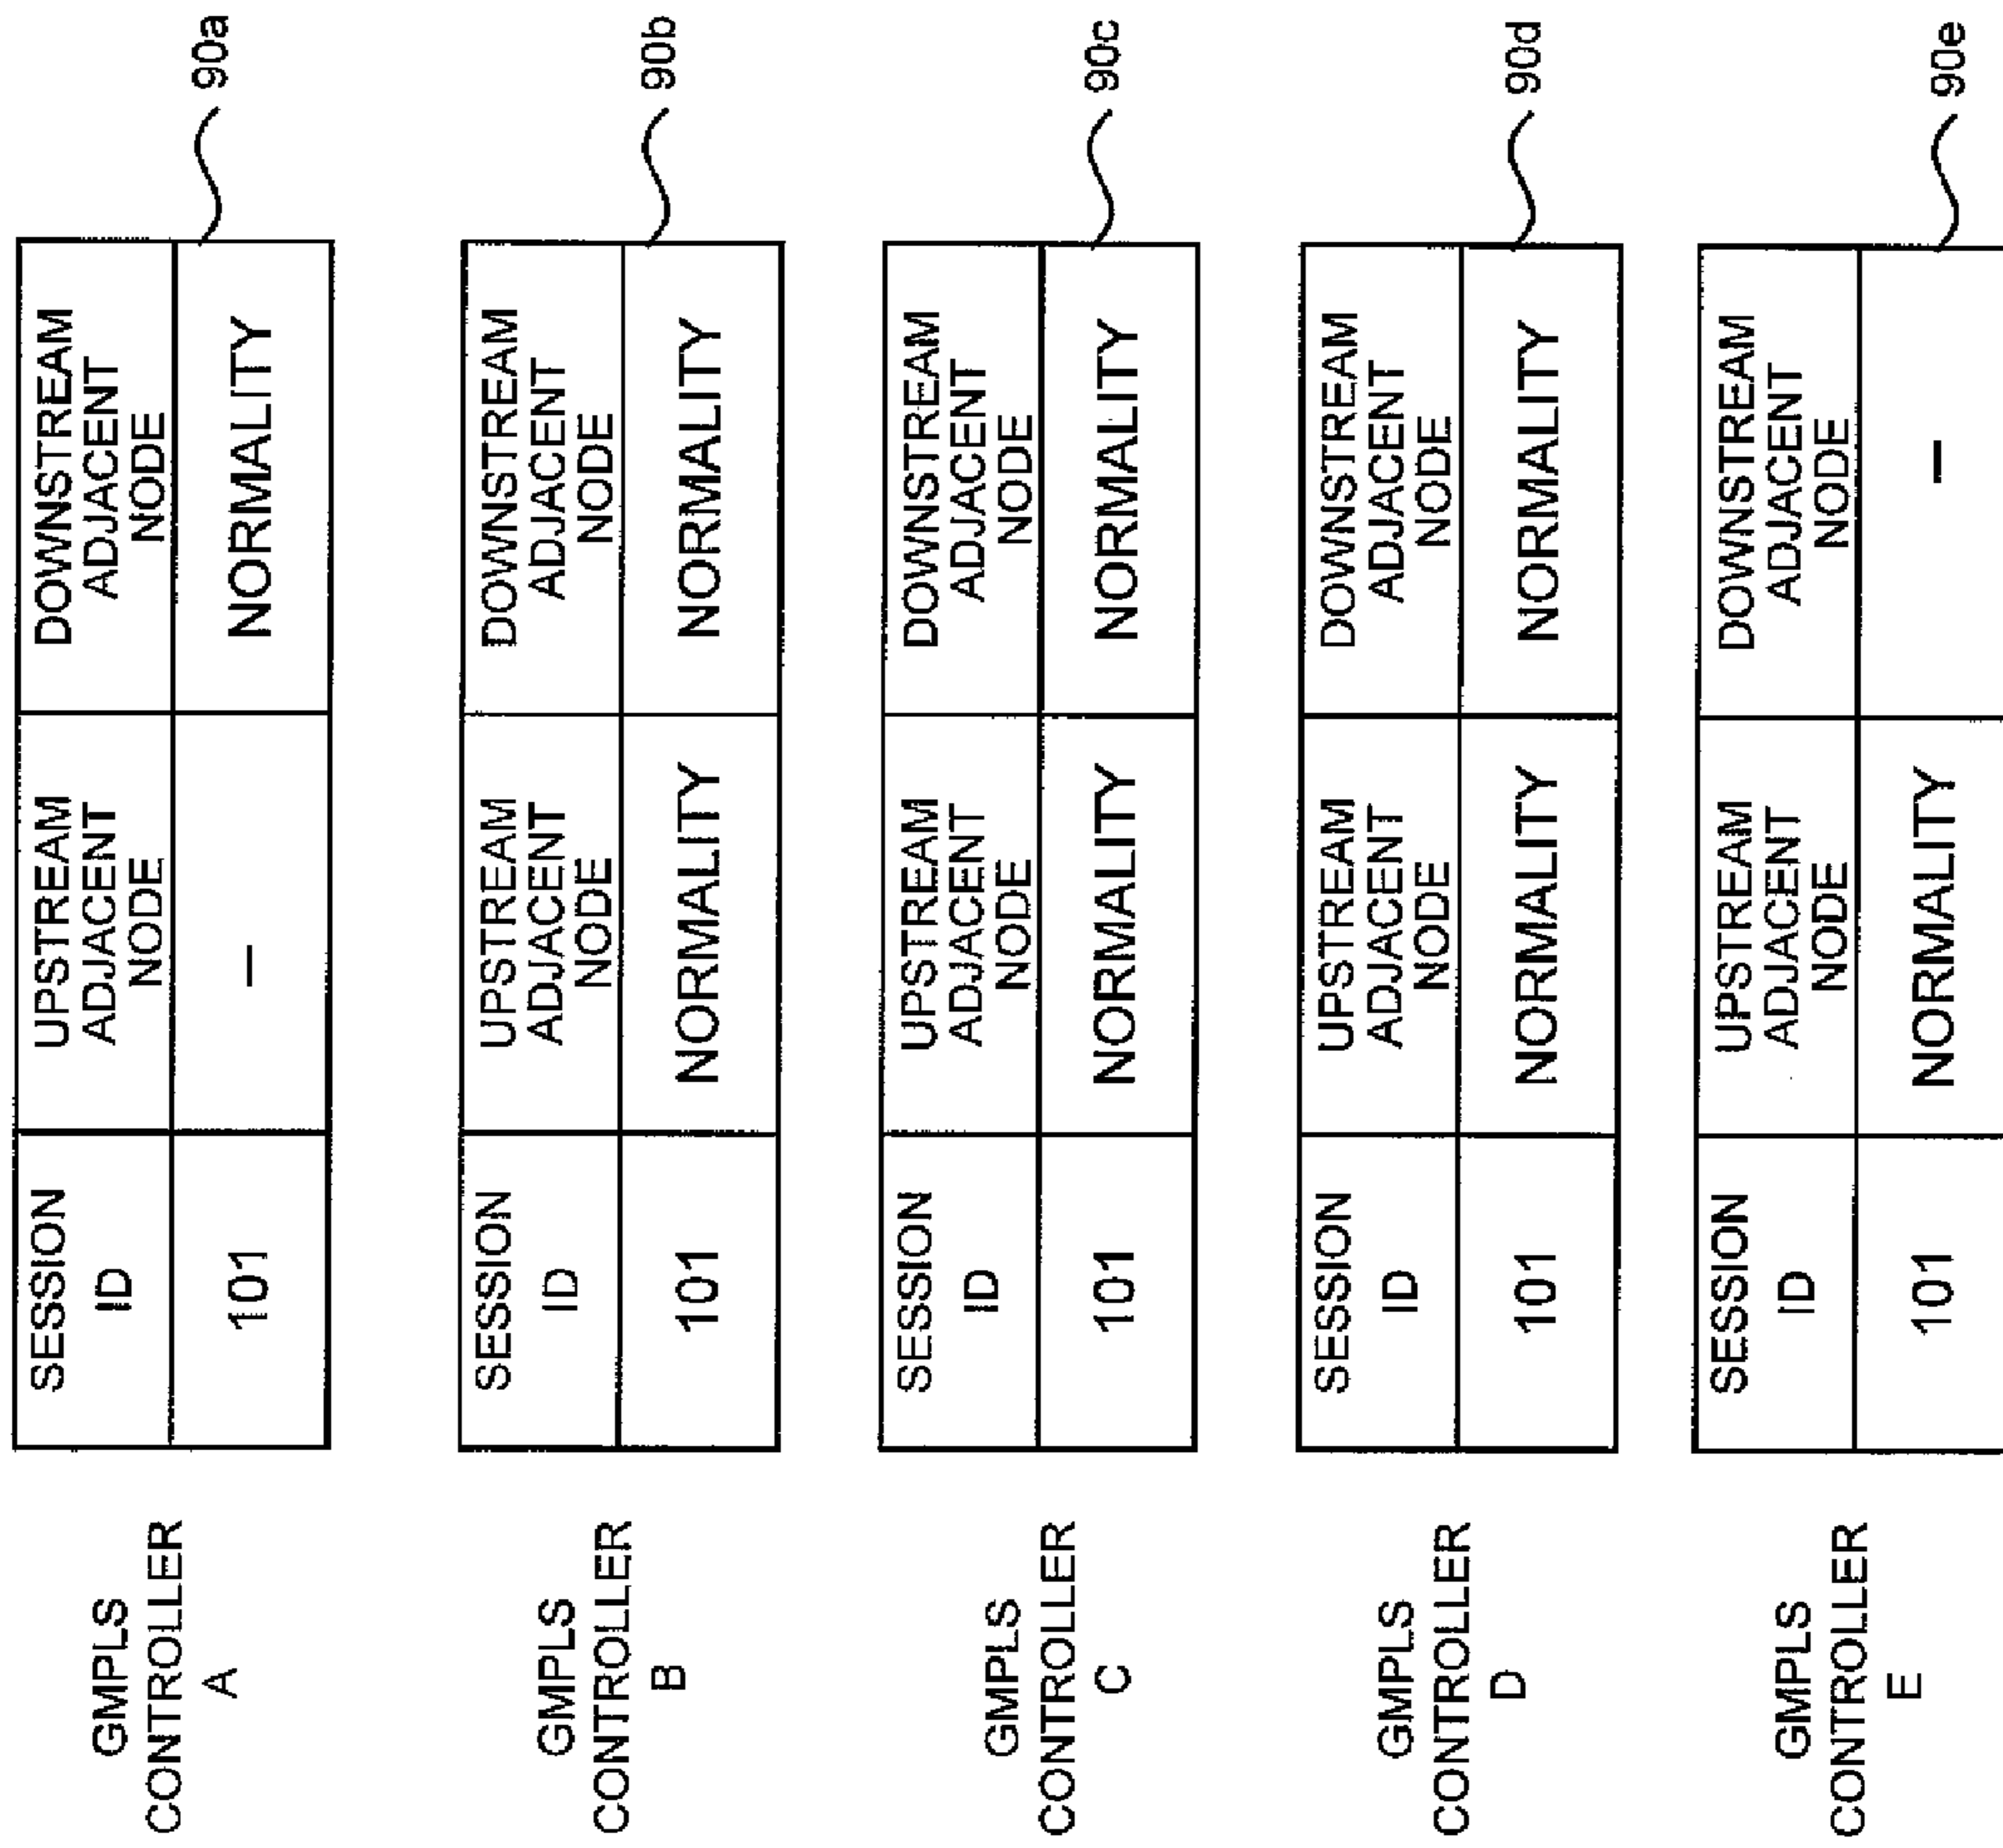 GMPLS
CONTROLLER
A
SESSION
ID
UPSTREAM
ADJACENT
NODE
DOWNSTREAM
ADJACENT
NODE
101
–
NORMALITY
90a
GMPLS
CONTROLLER
B
SESSION
ID
UPSTREAM
ADJACENT
NODE
DOWNSTREAM
ADJACENT
NODE
101
NORMALITY
NORMALITY
90b
GMPLS
CONTROLLER
C
SESSION
ID
UPSTREAM
ADJACENT
NODE
DOWNSTREAM
ADJACENT
NODE
101
NORMALITY
NORMALITY
90c
GMPLS
CONTROLLER
D
SESSION
ID
UPSTREAM
ADJACENT
NODE
DOWNSTREAM
ADJACENT
NODE
101
NORMALITY
NORMALITY
90d
GMPLS
CONTROLLER
E
SESSION
ID
UPSTREAM
ADJACENT
NODE
DOWNSTREAM
ADJACENT
NODE
101
NORMALITY
–
90e